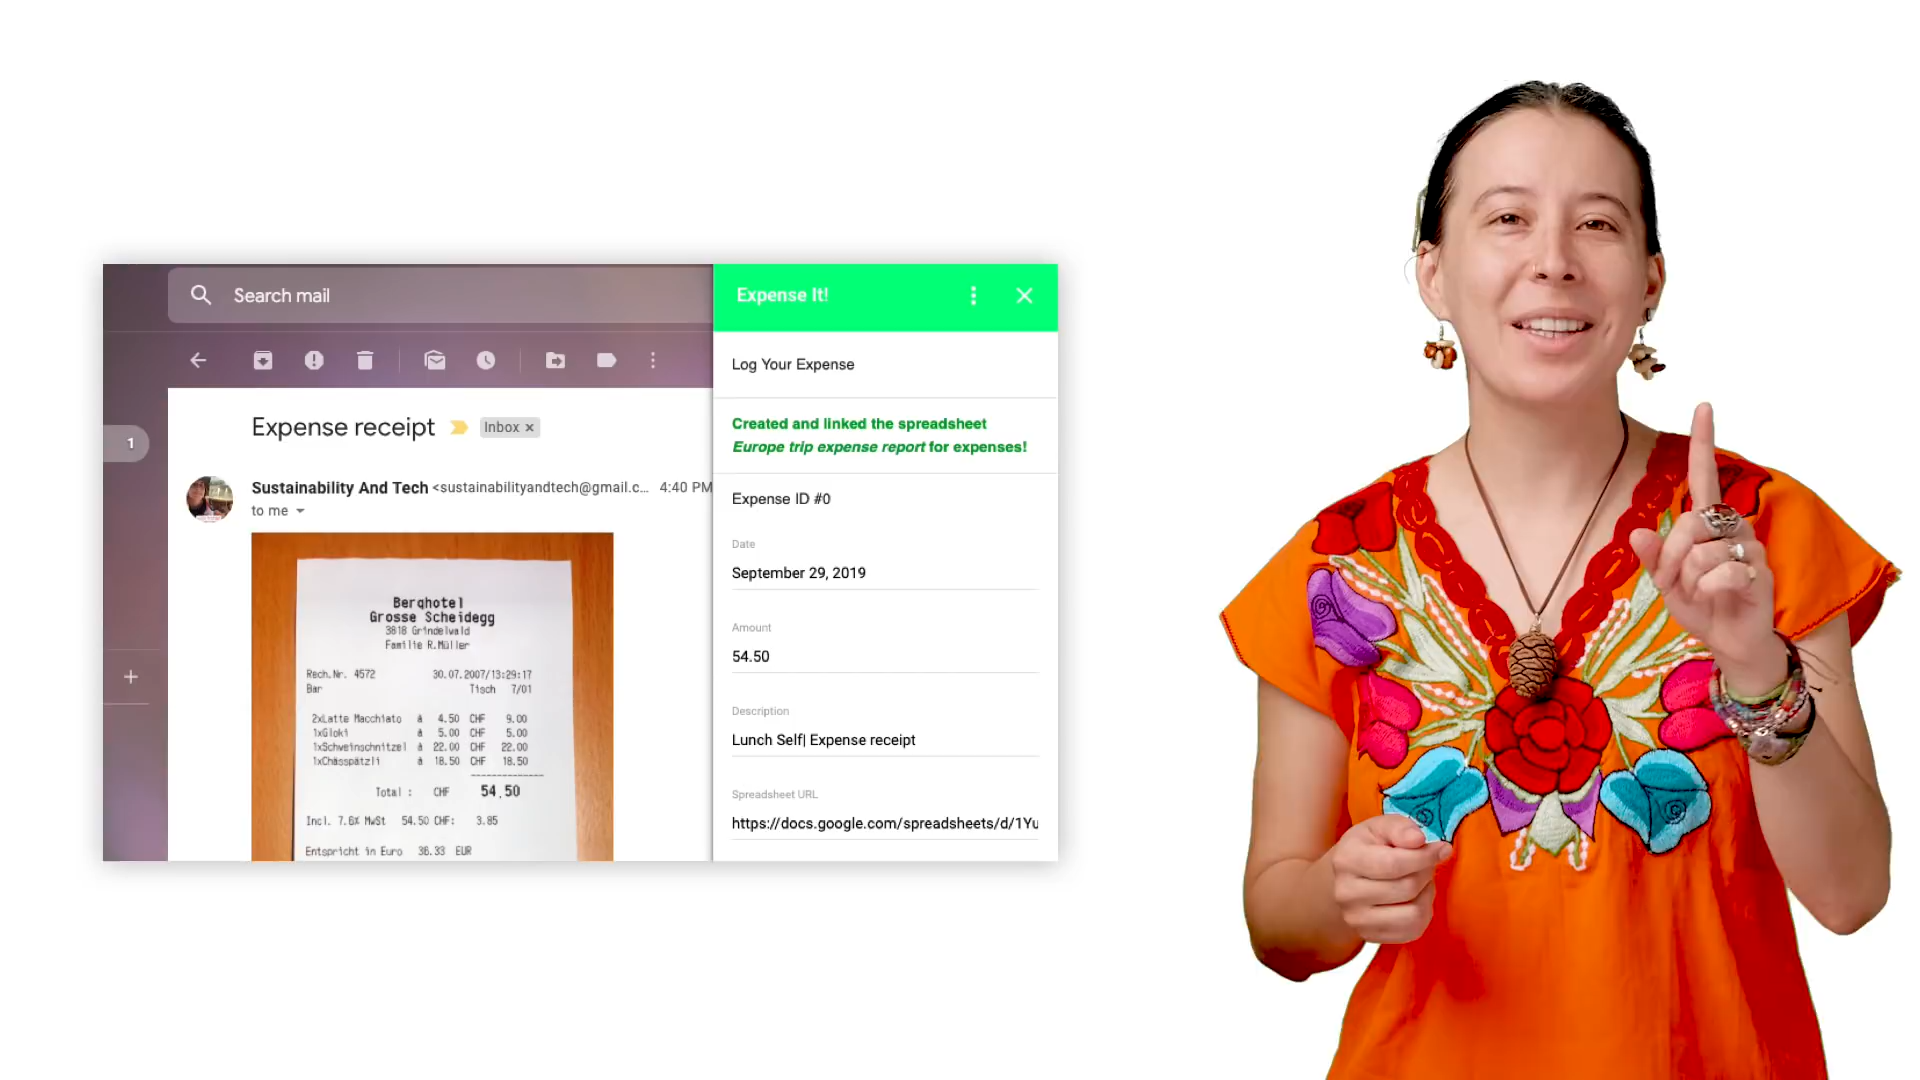 Search mail
1
Expense receipt
Inbox ×
Sustainability And Tech <sustainabilityandtech@gmail.c... 4:40 PM
to me
Berghotel
Grosse Scheidegg
3818 Grindelwald
Familie R.Müller
Rech.Nr. 4572 30.07.2007/13:29:17
Bar Tisch 7/01
2xLatte Macchiato à 4.50 CHF 9.00
1xGloki à 5.00 CHF 5.00
1xSchweinschnitzel à 22.00 CHF 22.00
1xChässpätzli à 18.50 CHF 18.50
Total : CHF 54.50
Incl. 7.6% MwSt 54.50 CHF: 3.85
Entspricht in Euro 36.33 EUR
Expense It!
Log Your Expense
Created and linked the spreadsheet
Europe trip expense report for expenses!
Expense ID #0
Date
September 29, 2019
Amount
54.50
Description
Lunch Self| Expense receipt
Spreadsheet URL
https://docs.google.com/spreadsheets/d/1Yu